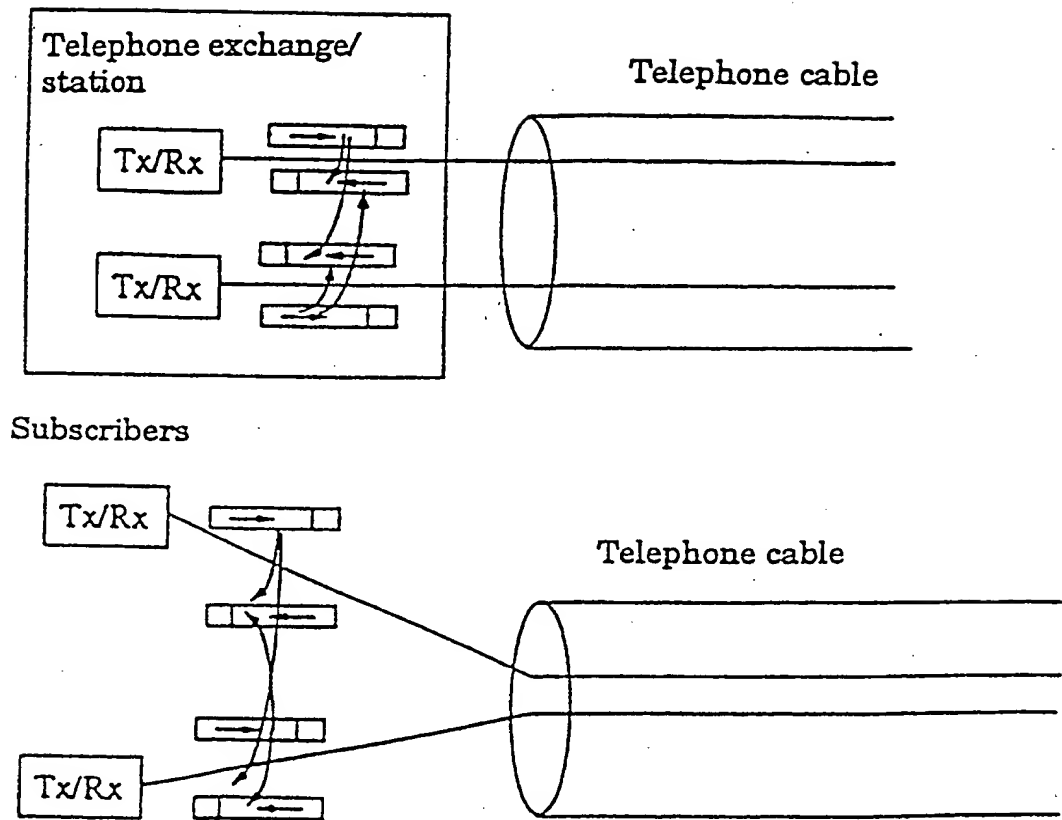 Telephone exchange/
station
Telephone cable
Tx/Rx
Tx/Rx
Subscribers
Tx/Rx
Telephone cable
Tx/Rx